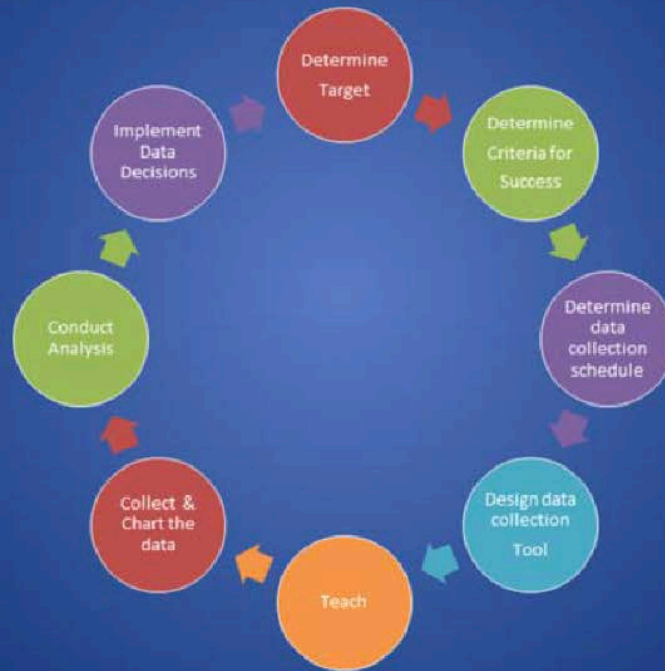 Determine
Target
Determine
Criteria for
Success
Determine
data
collection
schedule
Design data
collection
Tool
Teach
Collect &
Chart the
data
Conduct
Analysis
Implement
Data
Decisions